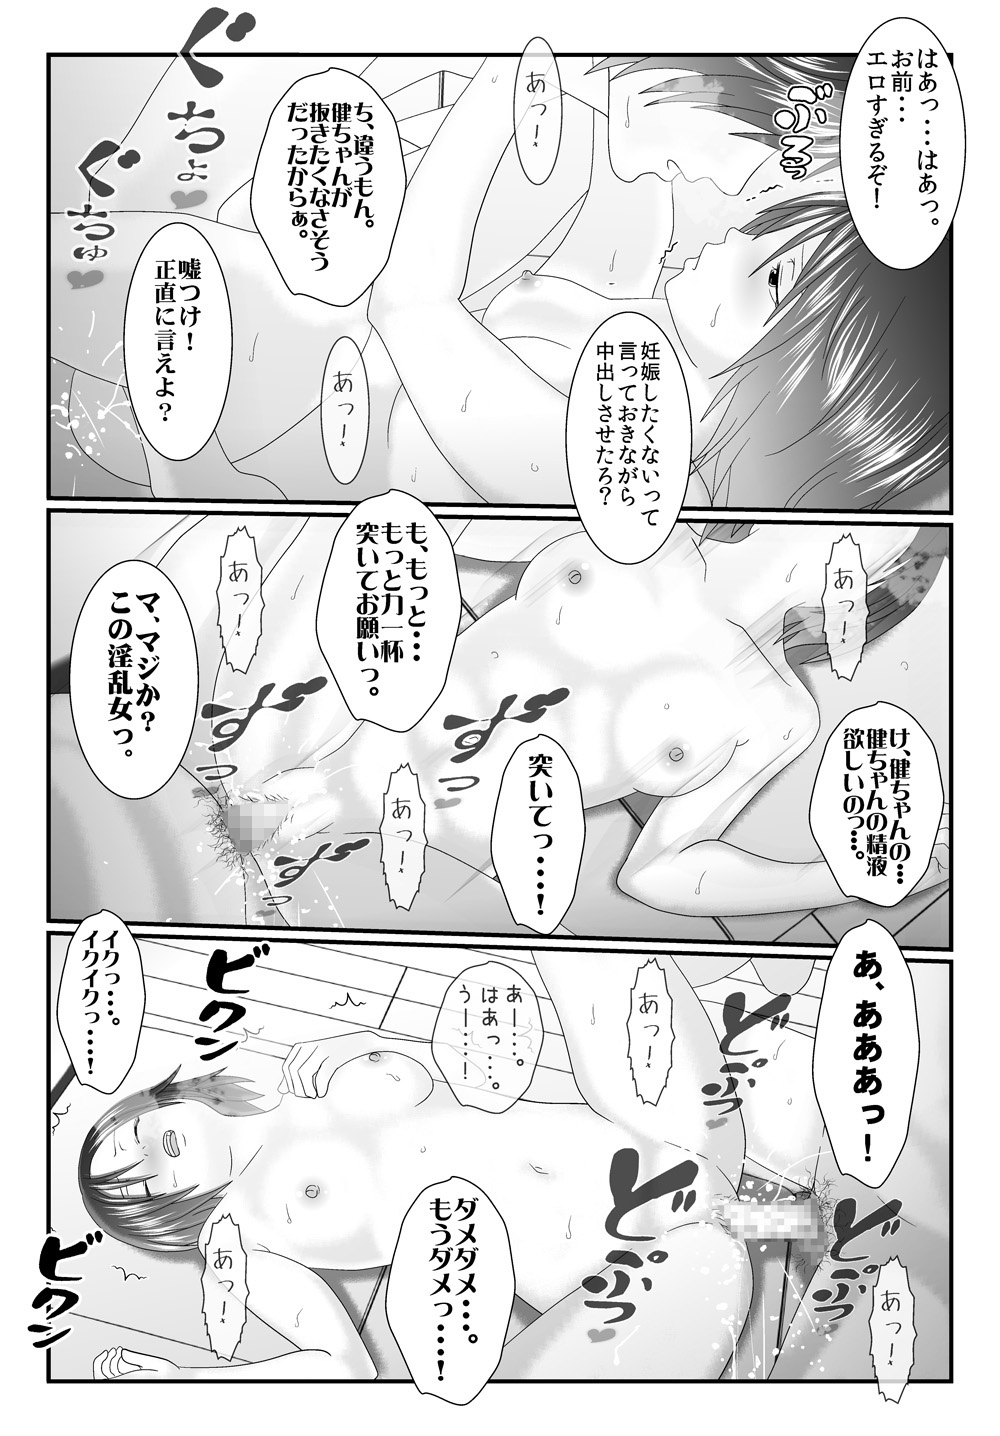 はあっ・・・はあっ。
お前・・・
エロすぎるぞ！
ぶるっ
あっー！
ち、違うもん。
健ちゃんが
抜きたくなさそう
だったからぁ。
ぐちょ
ぐちゅ
妊娠したくないって
言っておきながら
中出しさせたろ？
あっー！
嘘つけ！
正直に言えよ？
あっー！
も、もっと・・・
もっと力一杯
突いてお願いっ。
あっー！
マ、マジか？
この淫乱女っ。
け、健ちゃんの・・・
健ちゃんの精液
欲しいのっ・・・。
突いてっ・・・・！
ずっ
あっー！
ずっ
あ、あああっ！
あっー！
どぷっ
あー・・・。
はあっ・・・。
うー・・・・！
ビクン
イクっ・・・。
イクイクっ・・・！
どぷっ
どぷっ
あっー！
ダメダメ・・・。
もうダメっ・・・・！
あっー！
ビクン